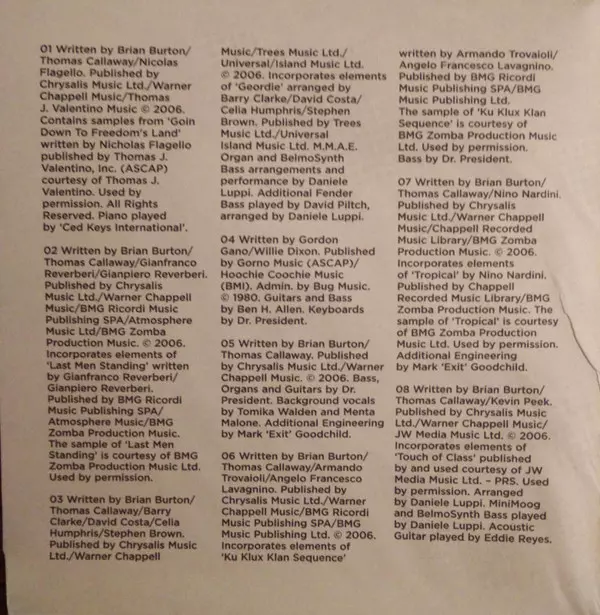 01 Written by Brian Burton/
Thomas Callaway/Nicolas
Flagello. Published by
Chrysalis Music Ltd./Warner
Chappell Music/Thomas
J. Valentino Music © 2006.
Contains samples from 'Goin
Down To Freedom's Land'
written by Nicholas Flagello
published by Thomas J.
Valentino, Inc. (ASCAP)
courtesy of Thomas J.
Valentino. Used by
permission. All Rights
Reserved. Piano played
by 'Ced Keys International'.
02 Written by Brian Burton/
Thomas Callaway/Gianfranco
Reverberi/Gianpiero Reverberi.
Published by Chrysalis
Music Ltd./Warner Chappell
Music/BMG Ricordi Music
Publishing SPA/Atmosphere
Music Ltd/BMG Zomba
Production Music. © 2006.
Incorporates elements of
'Last Men Standing' written
by Gianfranco Reverberi/
Gianpiero Reverberi.
Published by BMG Ricordi
Music Publishing SPA/
Atmosphere Music/BMG
Zomba Production Music.
The sample of 'Last Men
Standing' is courtesy of BMG
Zomba Production Music Ltd.
Used by permission.
03 Written by Brian Burton/
Thomas Callaway/Barry
Clarke/David Costa/Celia
Humphris/Stephen Brown.
Published by Chrysalis Music
Ltd./Warner Chappell
Music/Trees Music Ltd./
Universal/Island Music Ltd.
© 2006. Incorporates elements
of 'Geordie' arranged by
Barry Clarke/David Costa/
Celia Humphris/Stephen
Brown. Published by Trees
Music Ltd./Universal
Island Music Ltd. M.M.A.E.
Organ and BelmoSynth
Bass arrangements and
performance by Daniele
Luppi. Additional Fender
Bass played by David Piltch,
arranged by Daniele Luppi.
04 Written by Gordon
Gano/Willie Dixon. Published
by Gorno Music (ASCAP)/
Hoochie Coochie Music
(BMI). Admin. by Bug Music.
© 1980. Guitars and Bass
by Ben H. Allen. Keyboards
by Dr. President.
05 Written by Brian Burton/
Thomas Callaway. Published
by Chrysalis Music Ltd./Warner
Chappell Music. © 2006. Bass,
Organs and Guitars by Dr.
President. Background vocals
by Tomika Walden and Menta
Malone. Additional Engineering
by Mark 'Exit' Goodchild.
06 Written by Brian Burton/
Thomas Callaway/Armando
Trovaioli/Angelo Francesco
Lavagnino. Published by
Chrysalis Music Ltd./Warner
Chappell Music/BMG Ricordi
Music Publishing SPA/BMG
Music Publishing Ltd. © 2006.
Incorporates elements of
'Ku Klux Klan Sequence'
written by Armando Trovaioli/
Angelo Francesco Lavagnino.
Published by BMG Ricordi
Music Publishing SPA/BMG
Music Publishing Ltd.
The sample of 'Ku Klux Klan
Sequence' is courtesy of
BMG Zomba Production Music
Ltd. Used by permission.
Bass by Dr. President.
07 Written by Brian Burton/
Thomas Callaway/Nino Nardini.
Published by Chrysalis
Music Ltd./Warner Chappell
Music/Chappell Recorded
Music Library/BMG Zomba
Production Music. © 2006.
Incorporates elements
of 'Tropical' by Nino Nardini.
Published by Chappell
Recorded Music Library/BMG
Zomba Production Music. The
sample of 'Tropical' is courtesy
of BMG Zomba Production
Music Ltd. Used by permission.
Additional Engineering
by Mark 'Exit' Goodchild.
08 Written by Brian Burton/
Thomas Callaway/Kevin Peek.
Published by Chrysalis Music
Ltd./Warner Chappell Music/
JW Media Music Ltd. © 2006.
Incorporates elements of
'Touch of Class' published
by and used courtesy of JW
Media Music Ltd. – PRS. Used
by permission. Arranged
by Daniele Luppi. MiniMoog
and BelmoSynth Bass played
by Daniele Luppi. Acoustic
Guitar played by Eddie Reyes.